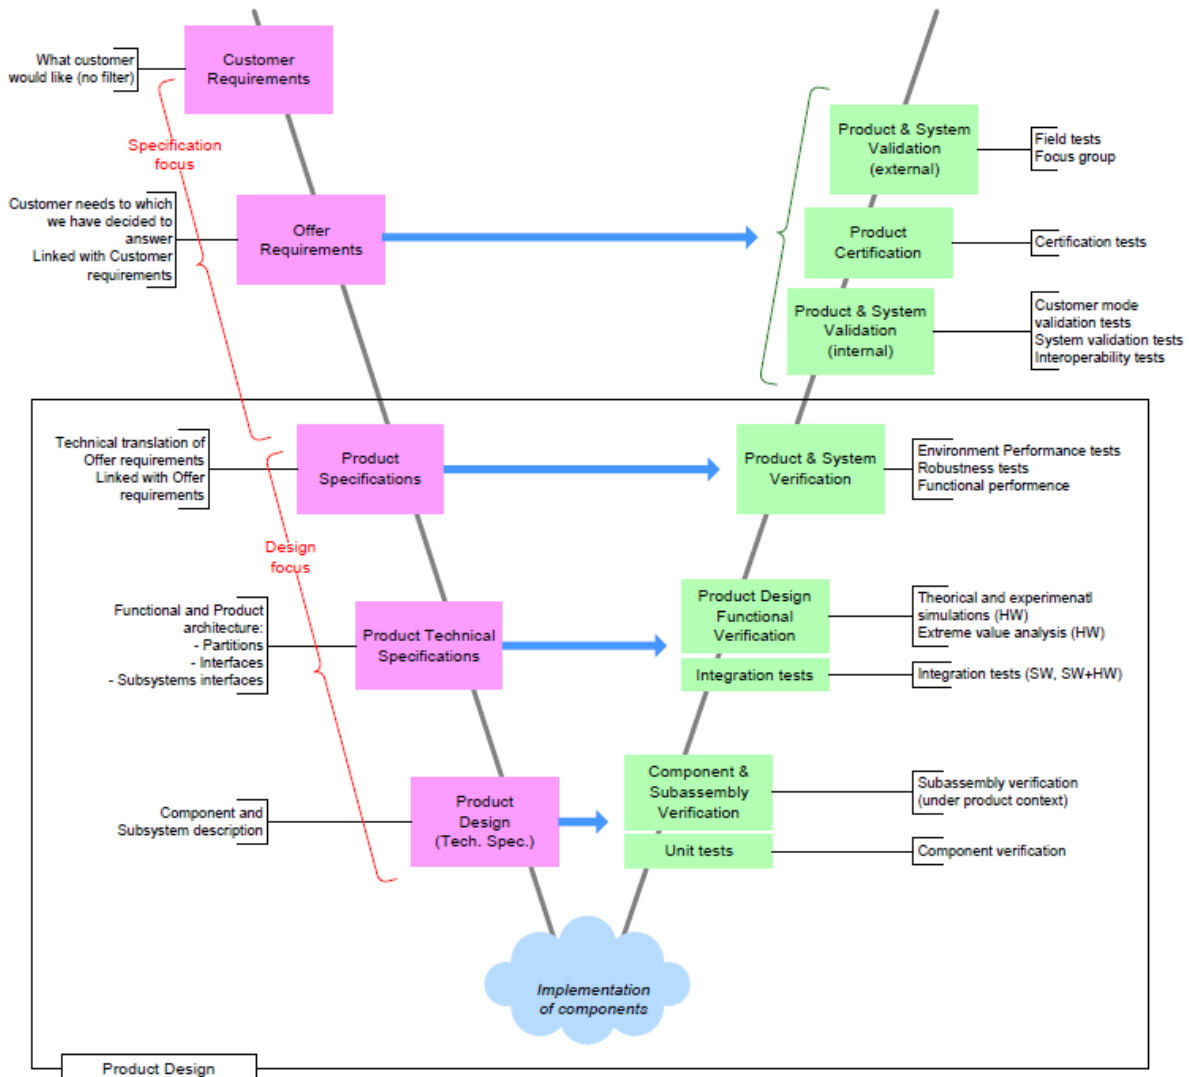 What customer
would like (no filter)
Customer
Requirements
Specification
focus
Product & System
Validation
(external)
Field tests
Focus group
Customer needs to which
we have decided to
answer
Linked with Customer
requirements
Offer
Requirements
Product
Certification
Certification tests
Product & System
Validation
(internal)
Customer mode
validation tests
System validation tests
Interoperability tests
Technical translation of
Offer requirements
Linked with Offer
requirements
Product
Specifications
Product & System
Verification
Environment Performance tests
Robustness tests
Functional performence
Design
focus
Functional and Product
architecture:
- Partitions
- Interfaces
- Subsystems interfaces
Product Technical
Specifications
Product Design
Functional
Verification
Theorical and experimenatl
simulations (HW)
Extreme value analysis (HW)
Integration tests
Integration tests (SW, SW+HW)
Component and
Subsystem description
Product
Design
(Tech. Spec.)
Component &
Subassembly
Verification
Subassembly verification
(under product context)
Unit tests
Component verification
Implementation
of components
Product Design